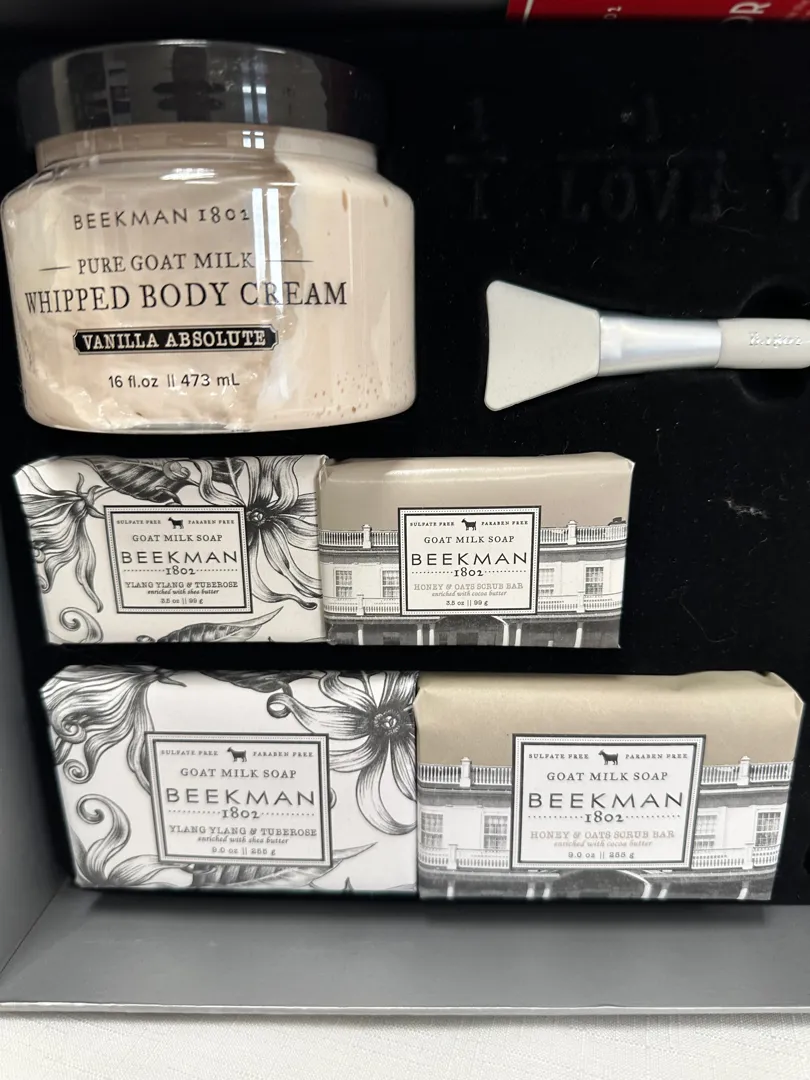 BEEKMAN 1802
PURE GOAT MILK
WHIPPED BODY CREAM
VANILLA ABSOLUTE
16 fl.oz || 473 mL
SULFATE FREE PARABEN FREE
GOAT MILK SOAP
BEEKMAN
1802
YLANG YLANG & TUBEROSE
enriched with shea butter
3.5 oz || 99 g
SULFATE FREE PARABEN FREE
GOAT MILK SOAP
BEEKMAN
1802
HONEY & OATS SCRUB BAR
enriched with cocoa butter
3.5 oz || 99 g
SULFATE FREE PARABEN FREE
GOAT MILK SOAP
BEEKMAN
1802
YLANG YLANG & TUBEROSE
enriched with shea butter
9.0 oz || 255 g
SULFATE FREE PARABEN FREE
GOAT MILK SOAP
BEEKMAN
1802
HONEY & OATS SCRUB BAR
enriched with cocoa butter
9.0 oz || 255 g